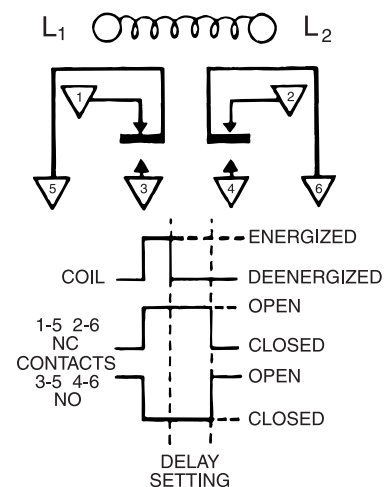 L1 L2
1 2
5 3 4 6
ENERGIZED
COIL DEENERGIZED
OPEN
1-5 2-6
NC CLOSED
CONTACTS
3-5 4-6 OPEN
NO
CLOSED
DELAY
SETTING